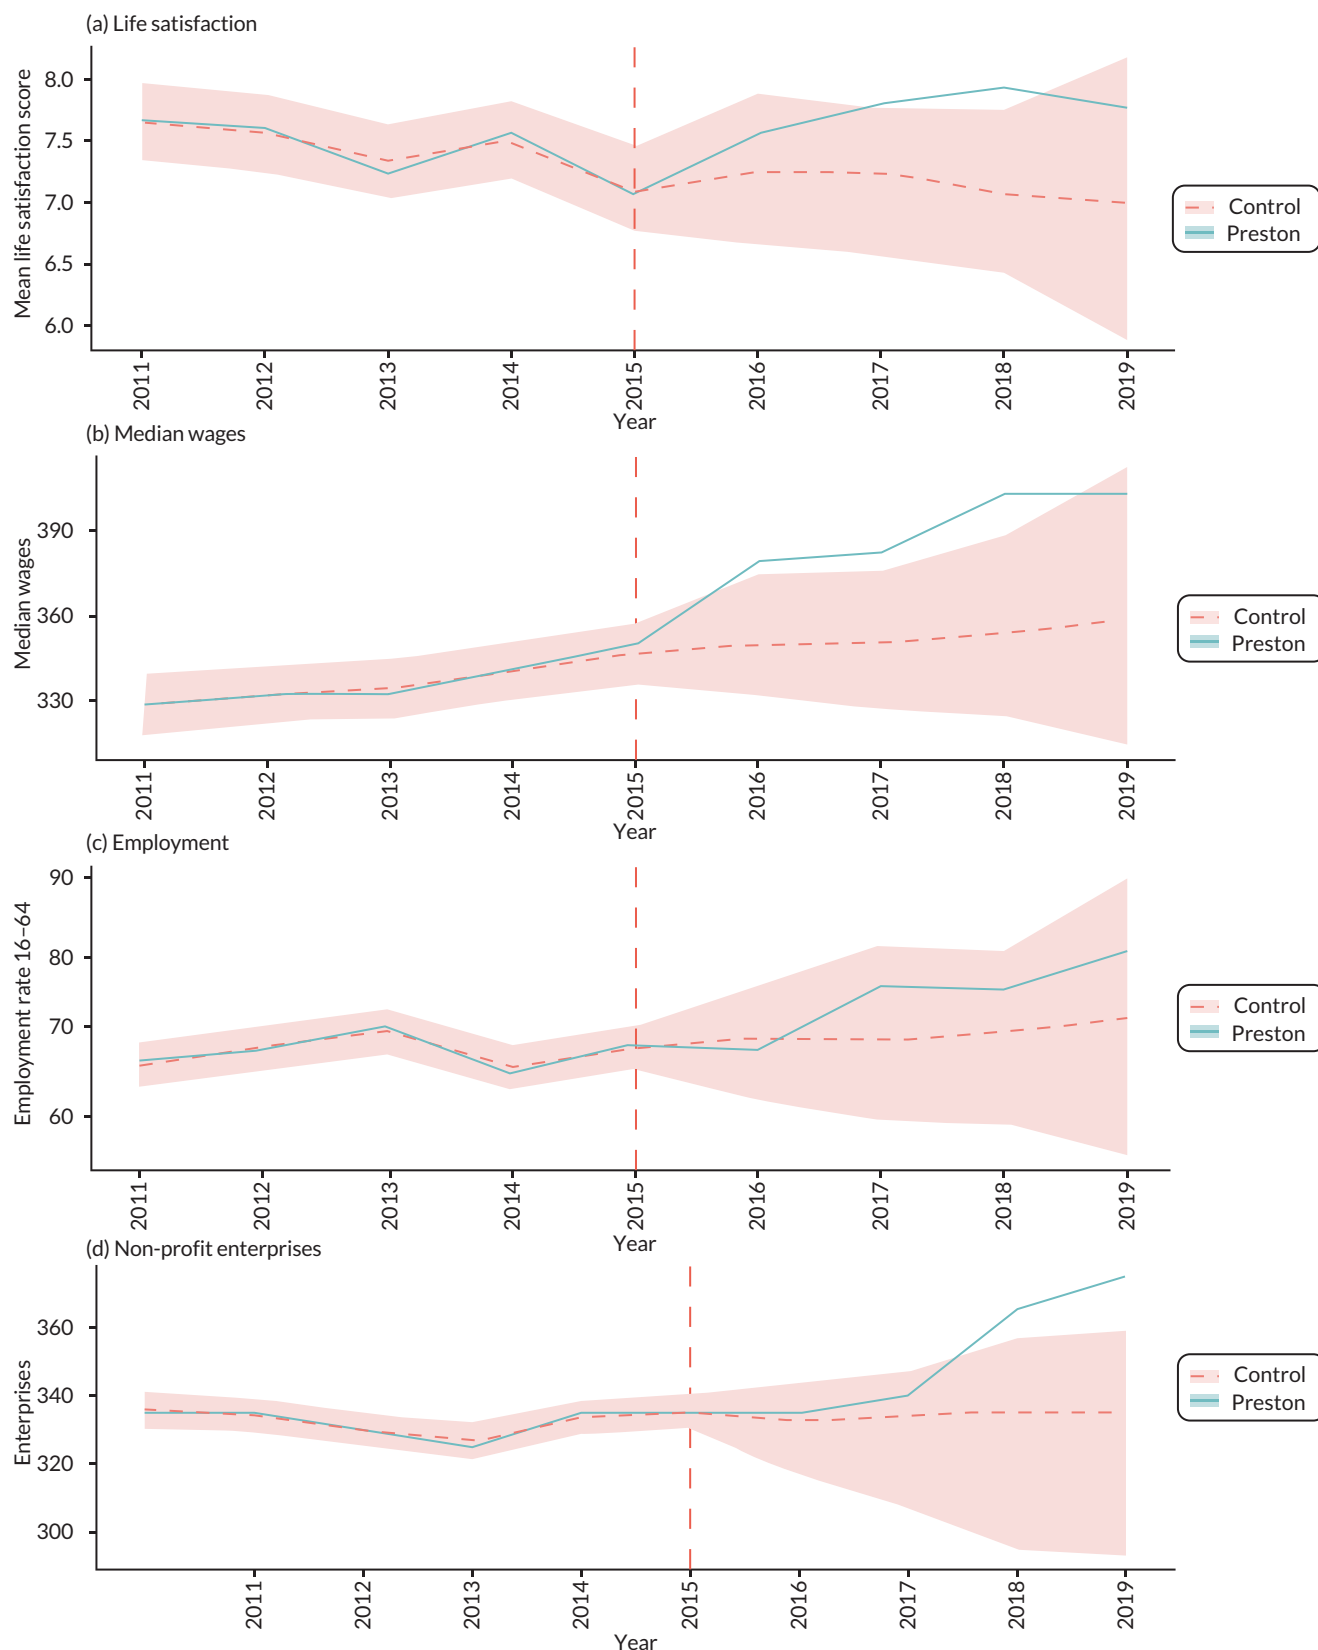 (a) Life satisfaction
Mean life satisfaction score
8.0
7.5
7.0
6.5
6.0
2011
2012
2013
2014
2015
2016
2017
2018
2019
Year
Control
Preston
(b) Median wages
Median wages
390
360
330
2011
2012
2013
2014
2015
2016
2017
2018
2019
Year
Control
Preston
(c) Employment
Employment rate 16–64
90
80
70
60
2011
2012
2013
2014
2015
2016
2017
2018
2019
Year
Control
Preston
(d) Non-profit enterprises
Enterprises
360
340
320
300
2011
2012
2013
2014
2015
2016
2017
2018
2019
Year
Control
Preston